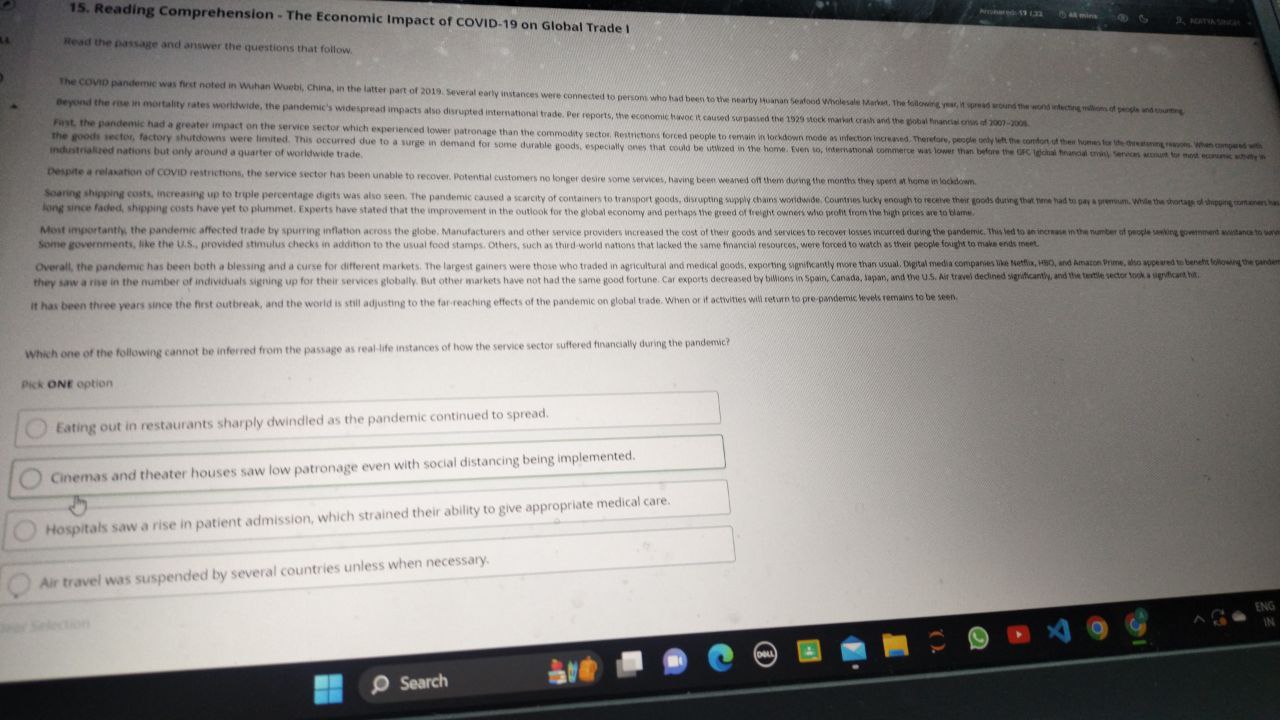 15. Reading Comprehension - The Economic Impact of COVID-19 on Global Trade I
Answered: 19 / 32
48 mins
ADITYA SINGH
Read the passage and answer the questions that follow.
The COVID pandemic was first noted in Wuhan Wuebi, China, in the latter part of 2019. Several early instances were connected to persons who had been to the nearby Huanan Seafood Wholesale Market. The following year, it spread around the world infecting millions of people and counting.
Beyond the rise in mortality rates worldwide, the pandemic's widespread impacts also disrupted international trade. Per reports, the economic havoc it caused surpassed the 1929 stock market crash and the global financial crisis of 2007-2008.
First, the pandemic had a greater impact on the service sector which experienced lower patronage than the commodity sector. Restrictions forced people to remain in lockdown mode as infection increased. Therefore, people only left the comfort of their homes for life-threatening reasons. When compared with
the goods sector, factory shutdowns were limited. This occurred due to a surge in demand for some durable goods, especially ones that could be utilized in the home. Even so, international commerce was lower than before the GFC (global financial crisis). Services account for most economic activity in
industrialized nations but only around a quarter of worldwide trade.
Despite a relaxation of COVID restrictions, the service sector has been unable to recover. Potential customers no longer desire some services, having been weaned off them during the months they spent at home in lockdown.
Soaring shipping costs, increasing up to triple percentage digits was also seen. The pandemic caused a scarcity of containers to transport goods, disrupting supply chains worldwide. Countries lucky enough to receive their goods during that time had to pay a premium. While the shortage of shipping containers has
long since faded, shipping costs have yet to plummet. Experts have stated that the improvement in the outlook for the global economy and perhaps the greed of freight owners who profit from the high prices are to blame.
Most importantly, the pandemic affected trade by spurring inflation across the globe. Manufacturers and other service providers increased the cost of their goods and services to recover losses incurred during the pandemic. This led to an increase in the number of people seeking government assistance to
Some governments, like the U.S., provided stimulus checks in addition to the usual food stamps. Others, such as third-world nations that lacked the same financial resources, were forced to watch as their people fought to make ends meet.
Overall, the pandemic has been both a blessing and a curse for different markets. The largest gainers were those who traded in agricultural and medical goods, exporting significantly more than usual. Digital media companies like Netflix, HBO, and Amazon Prime, also appeared to benefit following the
they saw a rise in the number of individuals signing up for their services globally. But other markets have not had the same good fortune. Car exports decreased by billions in Spain, Canada, Japan, and the U.S. Air travel declined significantly, and the textile sector took a significant hit.
It has been three years since the first outbreak, and the world is still adjusting to the far-reaching effects of the pandemic on global trade. When or if activities will return to pre-pandemic levels remains to be seen.
Which one of the following cannot be inferred from the passage as real-life instances of how the service sector suffered financially during the pandemic?
Pick ONE option
Eating out in restaurants sharply dwindled as the pandemic continued to spread.
Cinemas and theater houses saw low patronage even with social distancing being implemented.
Hospitals saw a rise in patient admission, which strained their ability to give appropriate medical care.
Air travel was suspended by several countries unless when necessary.
Clear Selection
Search
DELL
ENG
IN